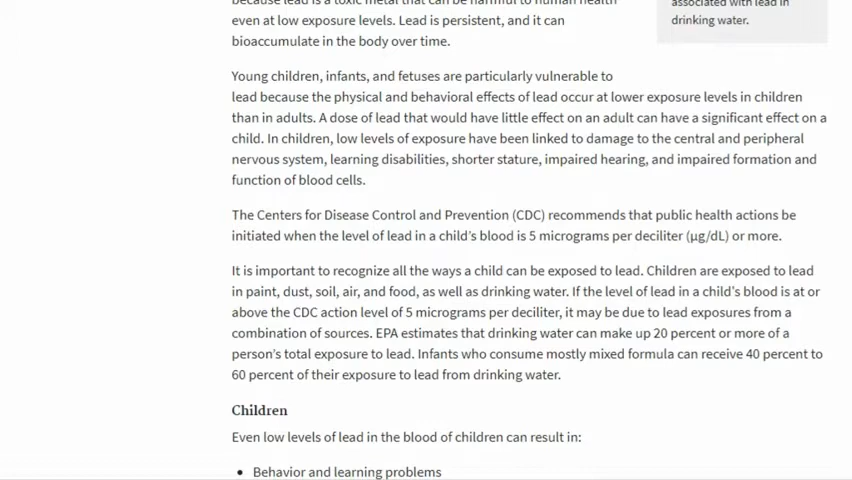 because lead is a toxic metal that can be harmful to human health
even at low exposure levels. Lead is persistent, and it can
bioaccumulate in the body over time.
associated with lead in
drinking water.
Young children, infants, and fetuses are particularly vulnerable to
lead because the physical and behavioral effects of lead occur at lower exposure levels in children
than in adults. A dose of lead that would have little effect on an adult can have a significant effect on a
child. In children, low levels of exposure have been linked to damage to the central and peripheral
nervous system, learning disabilities, shorter stature, impaired hearing, and impaired formation and
function of blood cells.
The Centers for Disease Control and Prevention (CDC) recommends that public health actions be
initiated when the level of lead in a child’s blood is 5 micrograms per deciliter (µg/dL) or more.
It is important to recognize all the ways a child can be exposed to lead. Children are exposed to lead
in paint, dust, soil, air, and food, as well as drinking water. If the level of lead in a child's blood is at or
above the CDC action level of 5 micrograms per deciliter, it may be due to lead exposures from a
combination of sources. EPA estimates that drinking water can make up 20 percent or more of a
person’s total exposure to lead. Infants who consume mostly mixed formula can receive 40 percent to
60 percent of their exposure to lead from drinking water.
Children
Even low levels of lead in the blood of children can result in:
• Behavior and learning problems